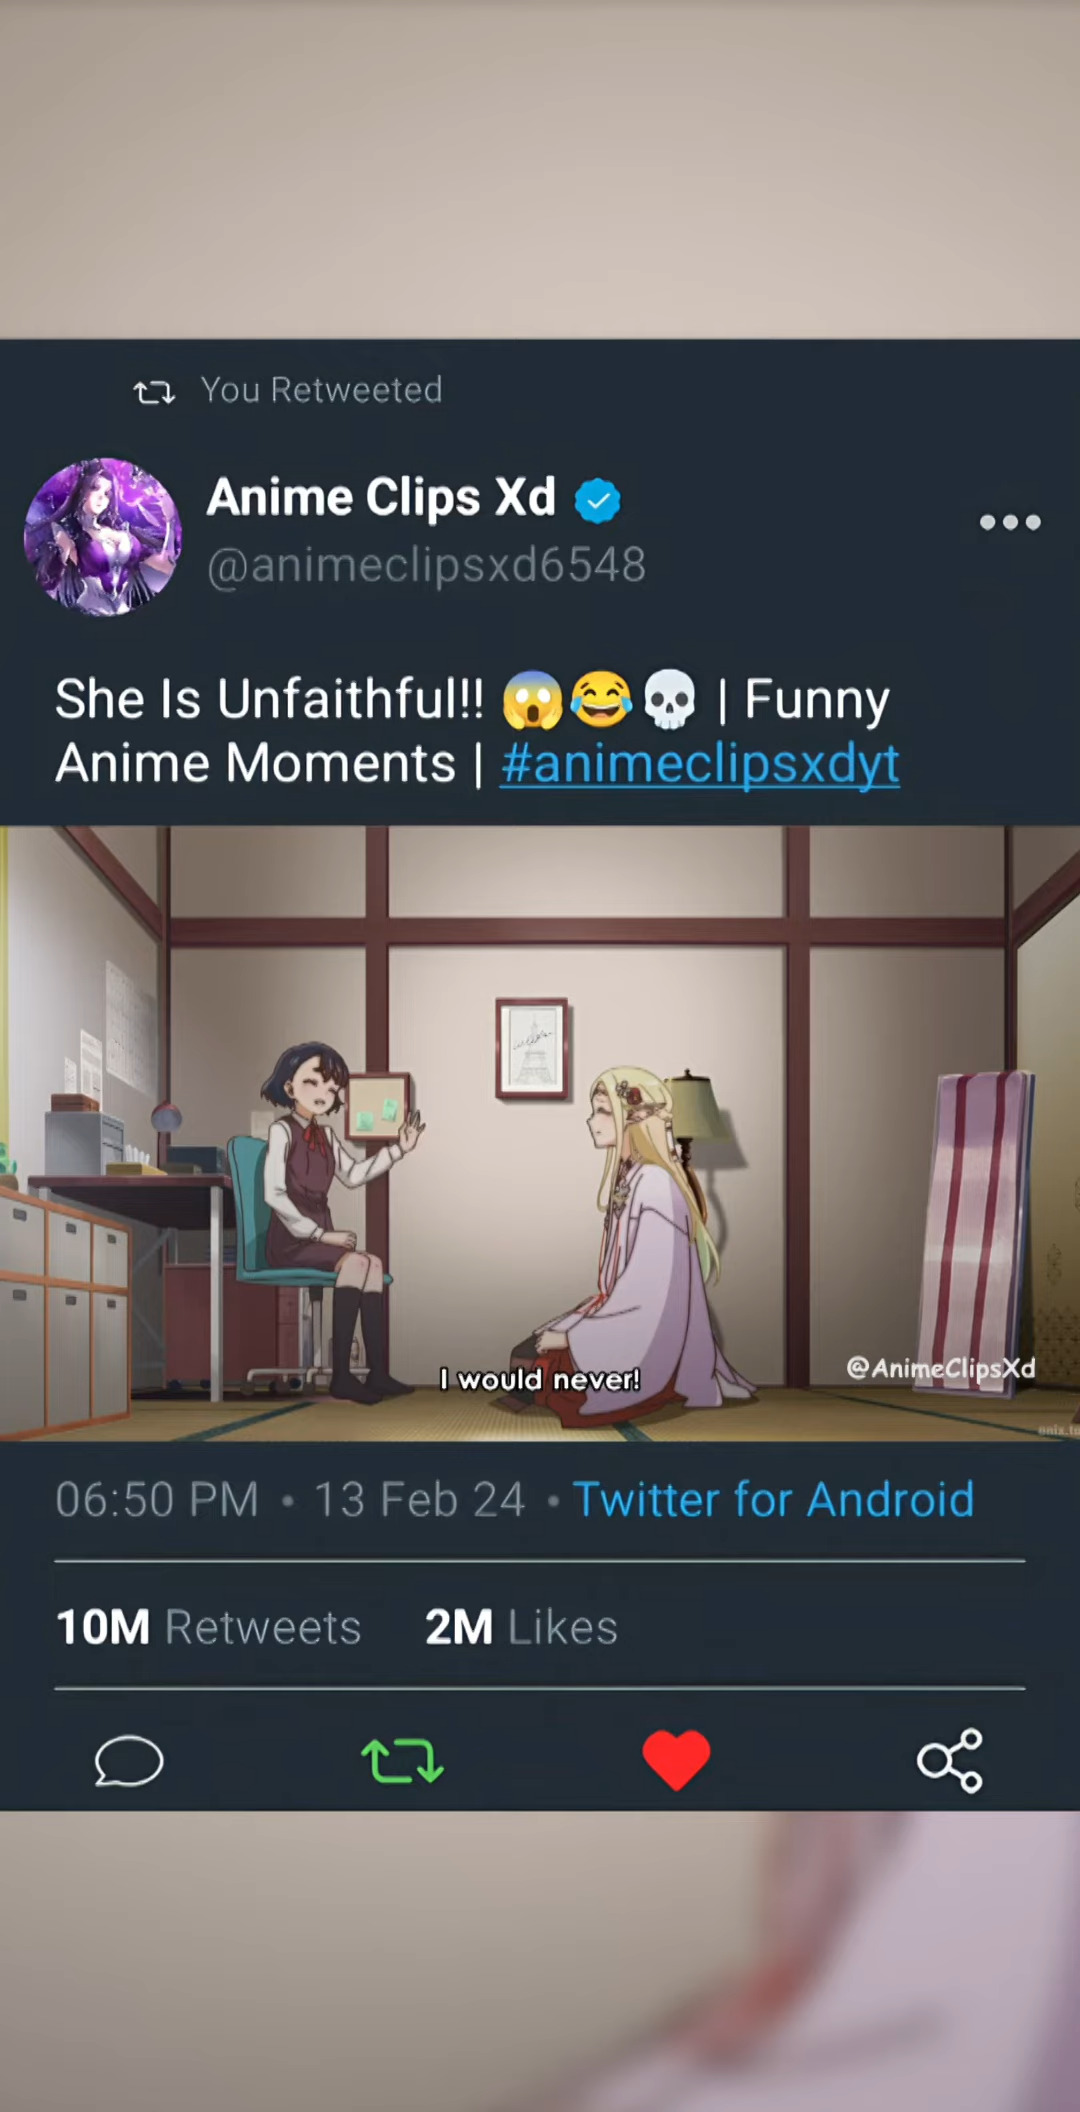 You Retweeted
Anime Clips Xd
@animeclipsxd6548
She Is Unfaithful!! 😱😂💀 | Funny
Anime Moments | #animeclipsxdyt
@AnimeClipsXd
I would never!
06:50 PM • 13 Feb 24 • Twitter for Android
10M Retweets 2M Likes